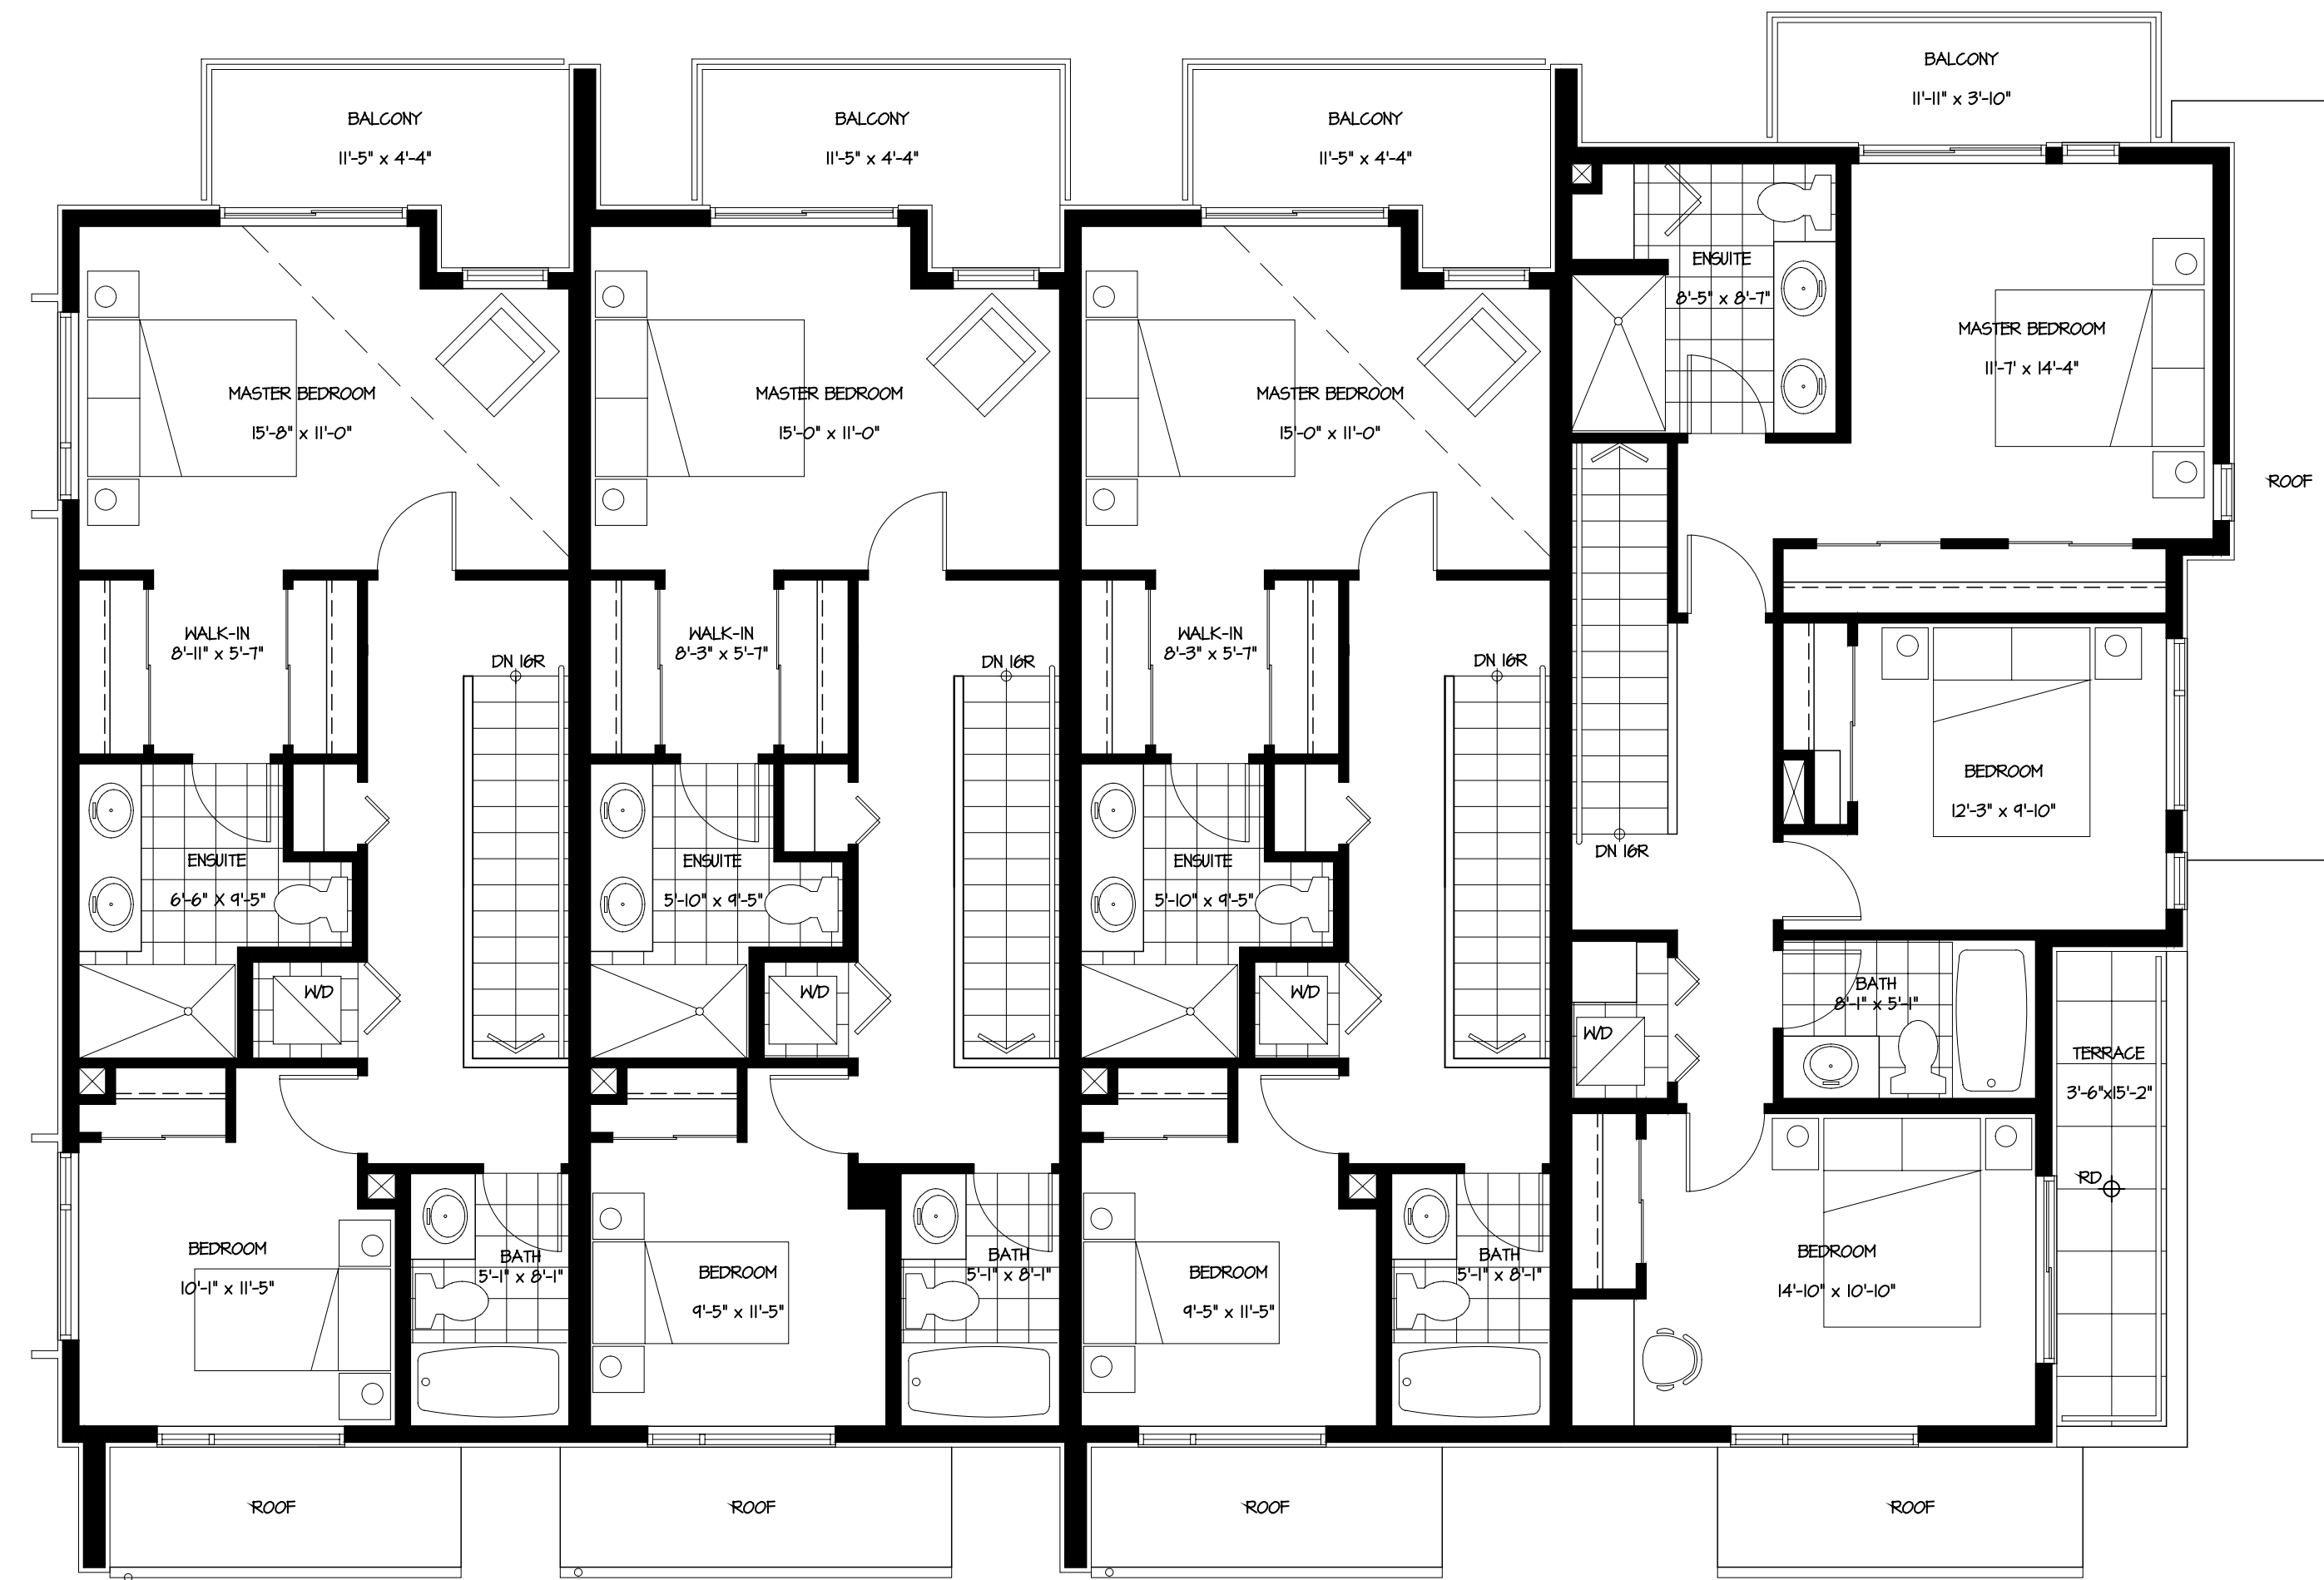 BALCONY
11'-11" x 3'-10"
BALCONY
11'-5" x 4'-4"
BALCONY
11'-5" x 4'-4"
BALCONY
11'-5" x 4'-4"
ENSUITE
8'-5" x 8'-7"
MASTER BEDROOM
11'-7' x 14'-4"
MASTER BEDROOM
15'-8" x 11'-0"
MASTER BEDROOM
15'-0" x 11'-0"
MASTER BEDROOM
15'-0" x 11'-0"
ROOF
WALK-IN
8'-11" x 5'-7"
DN 16R
WALK-IN
8'-3" x 5'-7"
DN 16R
WALK-IN
8'-3" x 5'-7"
DN 16R
BEDROOM
12'-3" x 9'-10"
DN 16R
ENSUITE
6'-6" X 9'-5"
ENSUITE
5'-10" x 9'-5"
ENSUITE
5'-10" x 9'-5"
W/D
W/D
W/D
W/D
BATH
8'-1" x 5'-1"
TERRACE
3'-6"x15'-2"
RD
BEDROOM
10'-1" x 11'-5"
BATH
5'-1" x 8'-1"
BEDROOM
9'-5" x 11'-5"
BATH
5'-1" x 8'-1"
BEDROOM
9'-5" x 11'-5"
BATH
5'-1" x 8'-1"
BEDROOM
14'-10" x 10'-10"
ROOF
ROOF
ROOF
ROOF